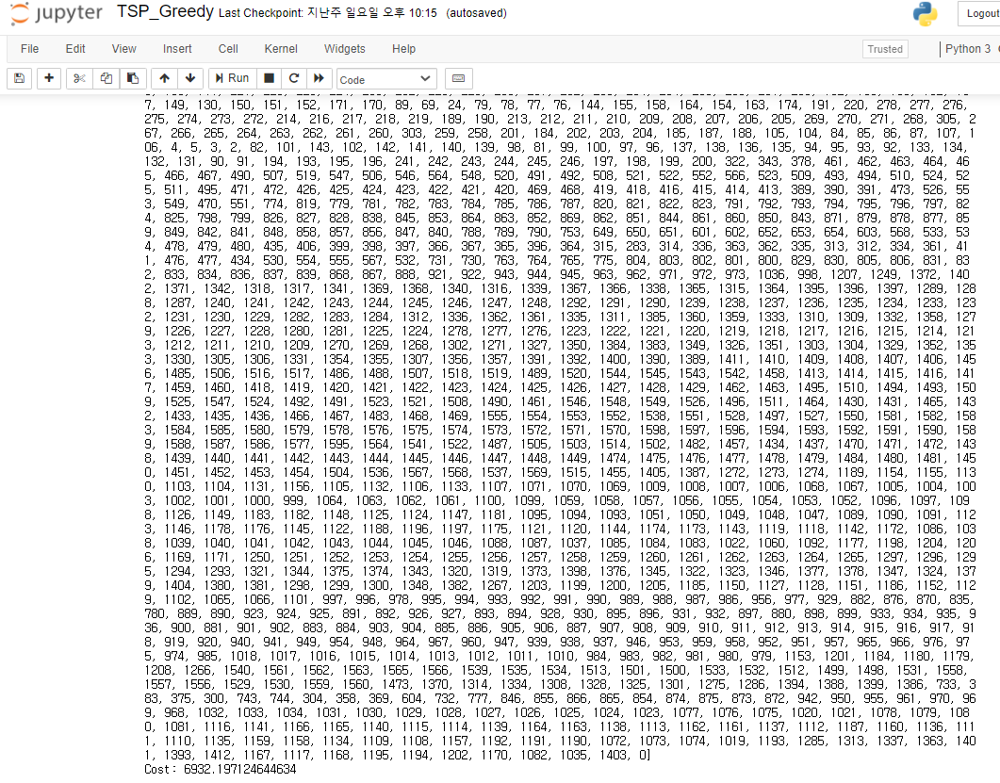 jupyter TSP_Greedy Last Checkpoint: 지난주 일요일 오후 10:15 (autosaved)
Logout
File Edit View Insert Cell Kernel Widgets Help
Trusted Python 3
Run Code
7, 149, 130, 150, 151, 152, 171, 170, 89, 69, 24, 79, 78, 77, 76, 144, 155, 158, 164, 154, 163, 174, 191, 220, 278, 277, 276,
275, 274, 273, 272, 214, 216, 217, 218, 219, 189, 190, 213, 212, 211, 210, 209, 208, 207, 206, 205, 269, 270, 271, 268, 305, 2
67, 266, 265, 264, 263, 262, 261, 260, 303, 259, 258, 201, 184, 202, 203, 204, 185, 187, 188, 105, 104, 84, 85, 86, 87, 107, 1
06, 4, 5, 3, 2, 82, 101, 143, 102, 142, 141, 140, 139, 98, 81, 99, 100, 97, 96, 137, 138, 136, 135, 94, 95, 93, 92, 133, 134,
132, 131, 90, 91, 194, 193, 195, 196, 241, 242, 243, 244, 245, 246, 197, 198, 199, 200, 322, 343, 378, 461, 462, 463, 464, 46
5, 466, 467, 490, 507, 519, 547, 506, 546, 564, 548, 520, 491, 492, 508, 521, 522, 552, 566, 523, 509, 493, 494, 510, 524, 52
5, 511, 495, 471, 472, 426, 425, 424, 423, 422, 421, 420, 469, 468, 419, 418, 416, 415, 414, 413, 389, 390, 391, 473, 526, 55
3, 549, 470, 551, 774, 819, 779, 781, 782, 783, 784, 785, 786, 787, 820, 821, 822, 823, 791, 792, 793, 794, 795, 796, 797, 82
4, 825, 798, 799, 826, 827, 828, 838, 845, 853, 864, 863, 852, 869, 862, 851, 844, 861, 860, 850, 843, 871, 879, 878, 877, 85
9, 849, 842, 841, 848, 858, 857, 856, 847, 840, 788, 789, 790, 753, 649, 650, 651, 601, 602, 652, 653, 654, 603, 568, 533, 53
4, 478, 479, 480, 435, 406, 399, 398, 397, 366, 367, 365, 396, 364, 315, 283, 314, 336, 363, 362, 335, 313, 312, 334, 361, 41
1, 476, 477, 434, 530, 554, 555, 567, 532, 731, 730, 763, 764, 765, 775, 804, 803, 802, 801, 800, 829, 830, 805, 806, 831, 83
2, 833, 834, 836, 837, 839, 868, 867, 888, 921, 922, 943, 944, 945, 963, 962, 971, 972, 973, 1036, 998, 1207, 1249, 1372, 140
2, 1371, 1342, 1318, 1317, 1341, 1369, 1368, 1340, 1316, 1339, 1367, 1366, 1338, 1365, 1315, 1364, 1395, 1396, 1397, 1289, 128
8, 1287, 1240, 1241, 1242, 1243, 1244, 1245, 1246, 1247, 1248, 1292, 1291, 1290, 1239, 1238, 1237, 1236, 1235, 1234, 1233, 123
2, 1231, 1230, 1229, 1282, 1283, 1284, 1312, 1336, 1362, 1361, 1335, 1311, 1385, 1360, 1359, 1333, 1310, 1309, 1332, 1358, 127
9, 1226, 1227, 1228, 1280, 1281, 1225, 1224, 1278, 1277, 1276, 1223, 1222, 1221, 1220, 1219, 1218, 1217, 1216, 1215, 1214, 121
3, 1212, 1211, 1210, 1209, 1270, 1269, 1268, 1302, 1271, 1327, 1350, 1384, 1383, 1349, 1326, 1351, 1303, 1304, 1329, 1352, 135
3, 1330, 1305, 1306, 1331, 1354, 1355, 1307, 1356, 1357, 1391, 1392, 1400, 1390, 1389, 1411, 1410, 1409, 1408, 1407, 1406, 145
6, 1485, 1506, 1516, 1517, 1486, 1488, 1507, 1518, 1519, 1489, 1520, 1544, 1545, 1543, 1542, 1458, 1413, 1414, 1415, 1416, 141
7, 1459, 1460, 1418, 1419, 1420, 1421, 1422, 1423, 1424, 1425, 1426, 1427, 1428, 1429, 1462, 1463, 1495, 1510, 1494, 1493, 150
9, 1525, 1547, 1524, 1492, 1491, 1523, 1521, 1508, 1490, 1461, 1546, 1548, 1549, 1526, 1496, 1511, 1464, 1430, 1431, 1465, 143
2, 1433, 1435, 1436, 1466, 1467, 1483, 1468, 1469, 1555, 1554, 1553, 1552, 1538, 1551, 1528, 1497, 1527, 1550, 1581, 1582, 158
3, 1584, 1585, 1580, 1579, 1578, 1576, 1575, 1574, 1573, 1572, 1571, 1570, 1598, 1597, 1596, 1594, 1593, 1592, 1591, 1590, 158
9, 1588, 1587, 1586, 1577, 1595, 1564, 1541, 1522, 1487, 1505, 1503, 1514, 1502, 1482, 1457, 1434, 1437, 1470, 1471, 1472, 143
8, 1439, 1440, 1441, 1442, 1443, 1444, 1445, 1446, 1447, 1448, 1449, 1450, 1474, 1475, 1476, 1477, 1478, 1479, 1484, 1480, 1481, 145
0, 1451, 1452, 1453, 1454, 1504, 1536, 1567, 1568, 1537, 1569, 1515, 1455, 1405, 1387, 1272, 1273, 1274, 1189, 1154, 1155, 113
0, 1103, 1104, 1131, 1156, 1105, 1132, 1106, 1133, 1107, 1071, 1070, 1069, 1009, 1008, 1007, 1006, 1068, 1067, 1005, 1004, 100
3, 1002, 1001, 1000, 999, 1064, 1063, 1062, 1061, 1100, 1099, 1059, 1058, 1057, 1056, 1055, 1054, 1053, 1052, 1096, 1097, 109
8, 1126, 1149, 1183, 1182, 1148, 1125, 1124, 1147, 1181, 1095, 1094, 1093, 1051, 1050, 1049, 1048, 1047, 1089, 1090, 1091, 112
3, 1146, 1178, 1176, 1145, 1122, 1188, 1196, 1197, 1175, 1121, 1120, 1144, 1174, 1173, 1143, 1119, 1118, 1142, 1172, 1086, 103
8, 1039, 1040, 1041, 1042, 1043, 1044, 1045, 1046, 1088, 1087, 1037, 1085, 1084, 1083, 1022, 1060, 1092, 1177, 1198, 1204, 120
6, 1169, 1171, 1250, 1251, 1252, 1253, 1254, 1255, 1256, 1257, 1258, 1259, 1260, 1261, 1262, 1263, 1264, 1265, 1297, 1296, 129
5, 1294, 1293, 1321, 1344, 1375, 1374, 1343, 1320, 1319, 1373, 1398, 1376, 1345, 1322, 1323, 1346, 1377, 1378, 1347, 1324, 137
9, 1404, 1380, 1381, 1298, 1299, 1300, 1348, 1382, 1267, 1203, 1199, 1200, 1205, 1185, 1150, 1127, 1128, 1151, 1186, 1152, 112
9, 1102, 1065, 1066, 1101, 997, 996, 978, 995, 994, 993, 992, 991, 990, 989, 988, 987, 986, 956, 977, 929, 882, 876, 870, 835,
780, 889, 890, 923, 924, 925, 891, 892, 926, 927, 893, 894, 928, 930, 895, 896, 931, 932, 897, 880, 898, 899, 933, 934, 935, 9
36, 900, 881, 901, 902, 883, 884, 903, 904, 885, 886, 905, 906, 887, 907, 908, 909, 910, 911, 912, 913, 914, 915, 916, 917, 91
8, 919, 920, 940, 941, 949, 954, 948, 964, 967, 960, 947, 939, 938, 937, 946, 953, 959, 958, 952, 951, 957, 965, 966, 976, 97
5, 974, 985, 1018, 1017, 1016, 1015, 1014, 1013, 1012, 1011, 1010, 984, 983, 982, 981, 980, 979, 1153, 1201, 1184, 1180, 1179,
1208, 1266, 1540, 1561, 1562, 1563, 1565, 1566, 1539, 1535, 1534, 1513, 1501, 1500, 1533, 1532, 1512, 1499, 1498, 1531, 1558,
1557, 1556, 1529, 1530, 1559, 1560, 1473, 1370, 1314, 1334, 1308, 1328, 1325, 1301, 1275, 1286, 1394, 1388, 1399, 1386, 733, 3
83, 375, 300, 743, 744, 304, 358, 369, 604, 732, 777, 846, 855, 866, 865, 854, 874, 875, 873, 872, 942, 950, 955, 961, 970, 96
9, 968, 1032, 1033, 1034, 1031, 1030, 1029, 1028, 1027, 1026, 1025, 1024, 1023, 1077, 1076, 1075, 1020, 1021, 1078, 1079, 108
0, 1081, 1116, 1141, 1166, 1165, 1140, 1115, 1114, 1139, 1164, 1163, 1138, 1113, 1162, 1161, 1137, 1112, 1187, 1160, 1136, 111
1, 1110, 1135, 1159, 1158, 1134, 1109, 1108, 1157, 1192, 1191, 1190, 1072, 1073, 1074, 1019, 1193, 1285, 1313, 1337, 1363, 140
1, 1393, 1412, 1167, 1117, 1168, 1195, 1194, 1202, 1170, 1082, 1035, 1403, 0]
Cost: 6932.197124644634